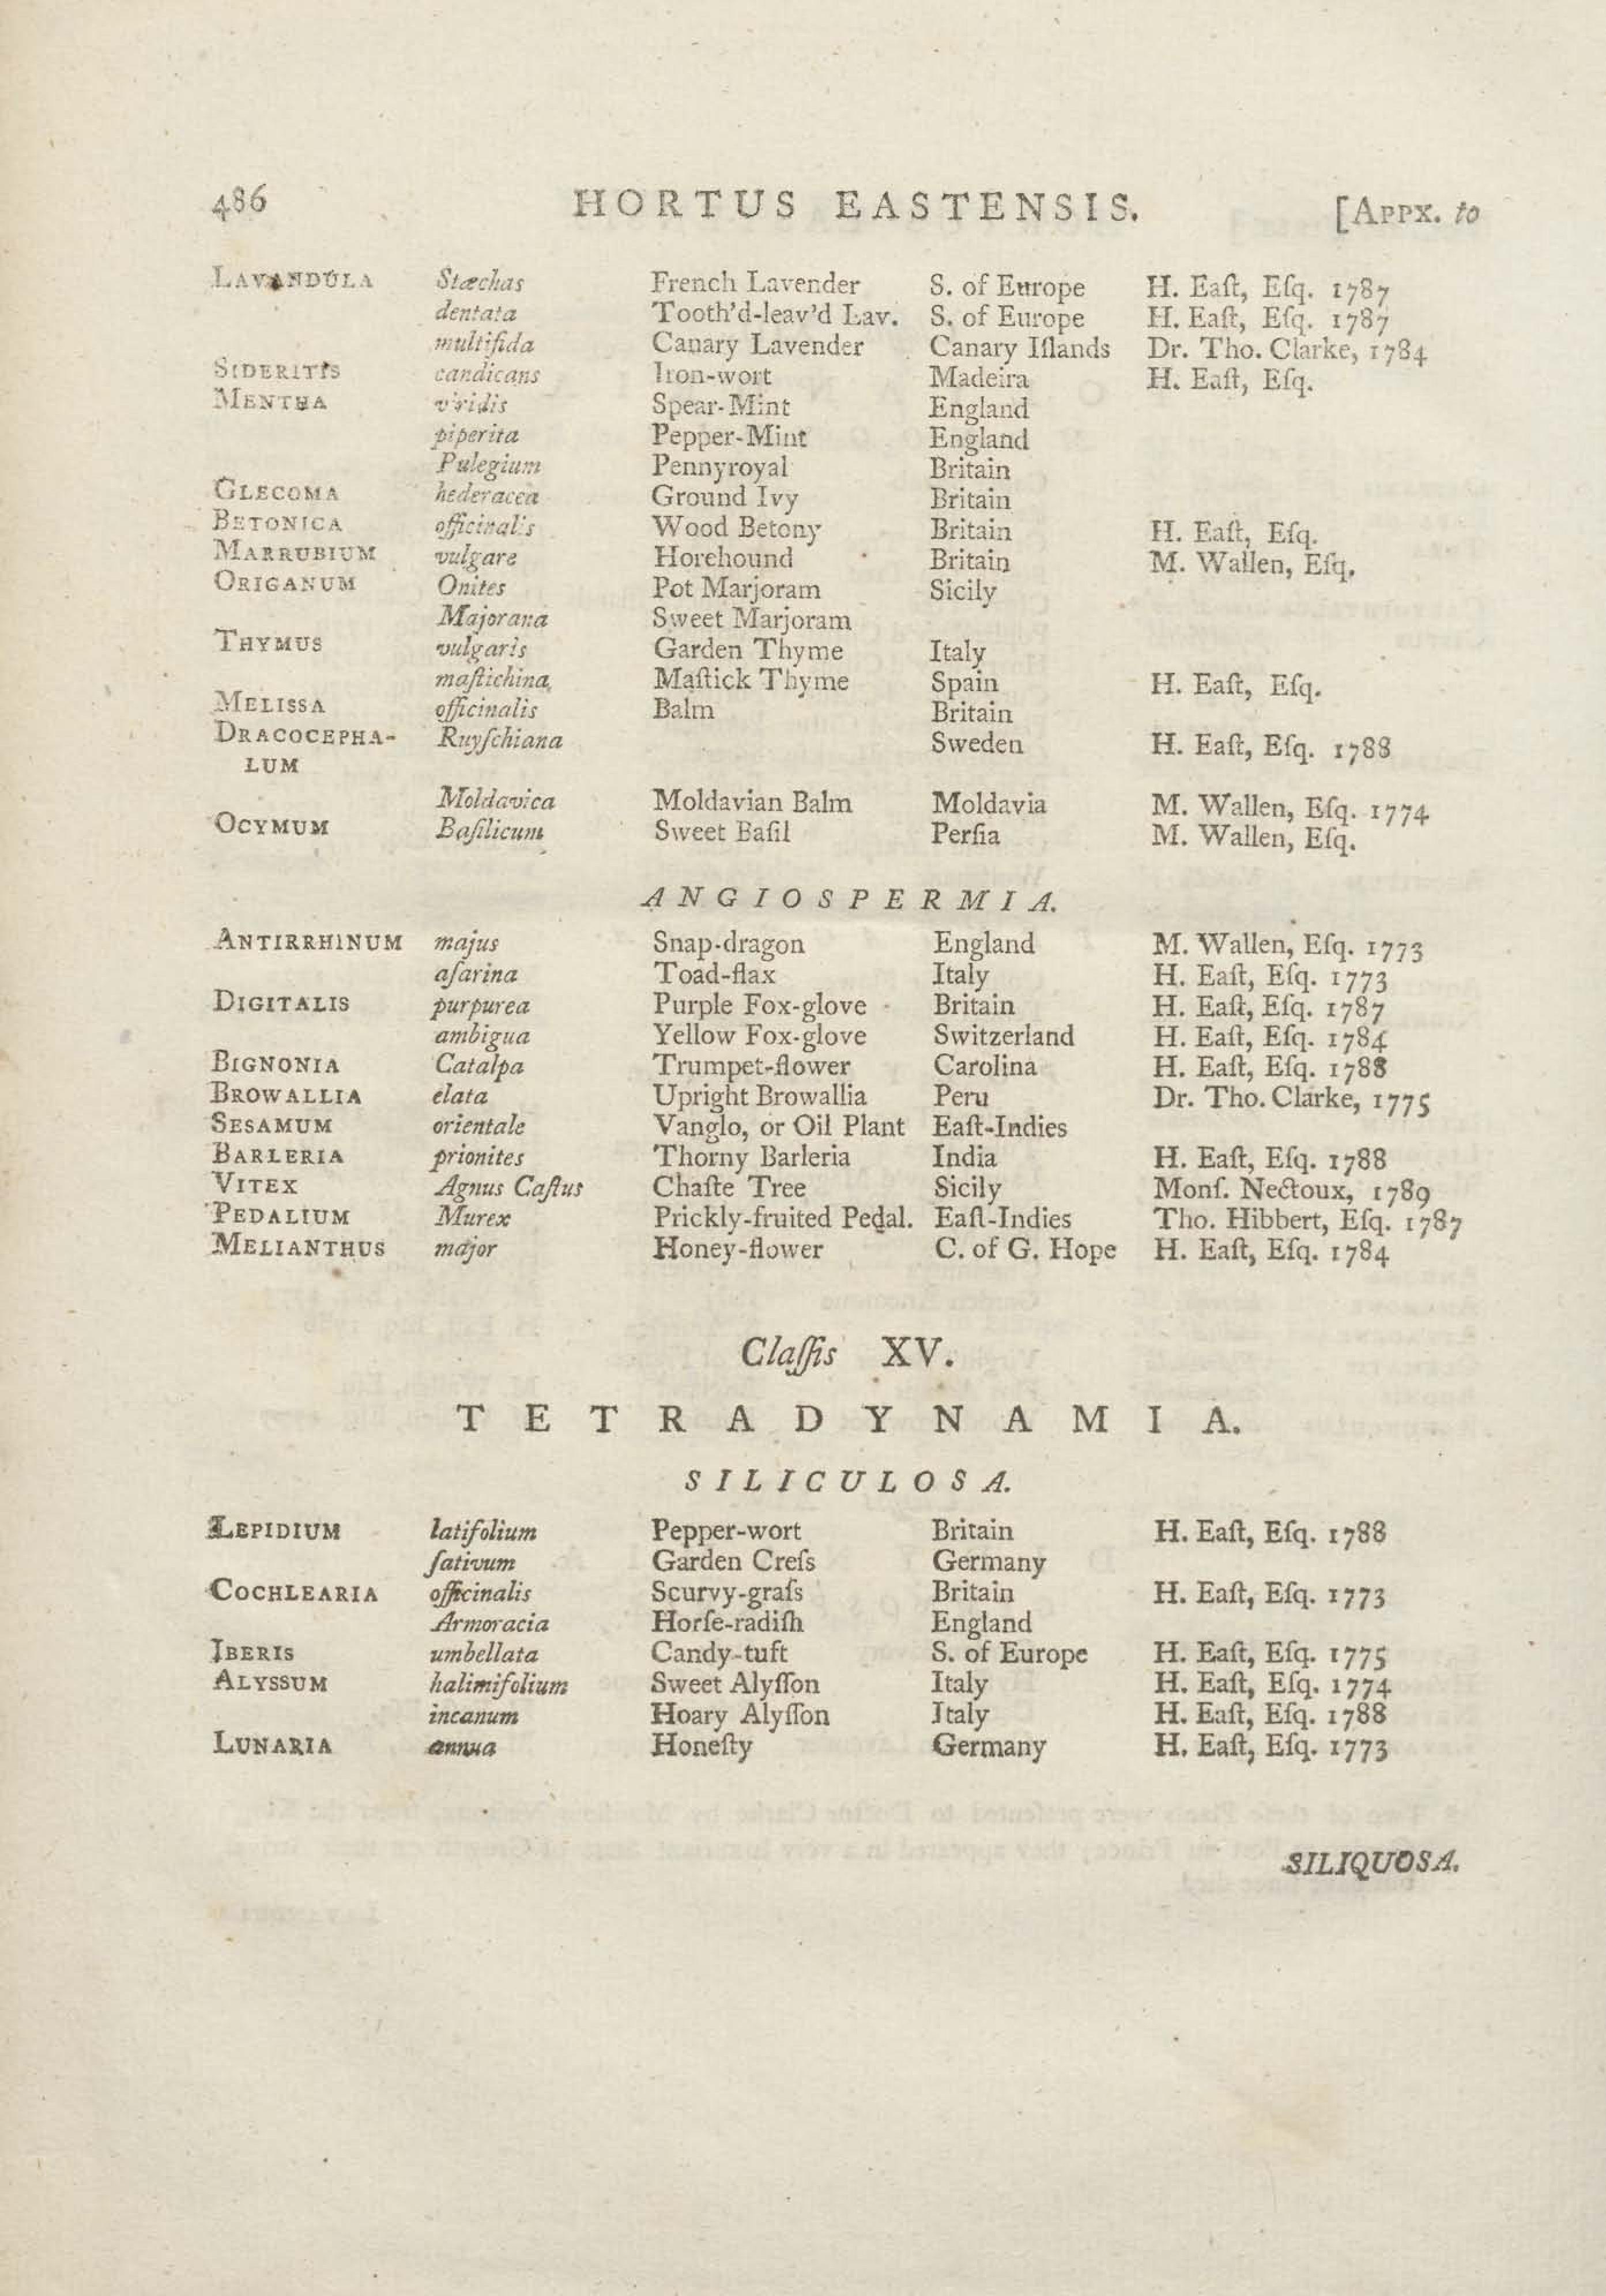 486 HORTUS EASTENSIS. [APPX. to
LAVANDULA Stæchas French Lavender S. of Europe H. Eaſt, Eſq. 1787
dentata Tooth'd-leav'd Lav. S. of Europe H. Eaſt, Eſq. 1787
multifida Canary Lavender Canary Iſlands Dr. Tho. Clarke, 1784
SIDERITIS candicans Iron-wort Madeira H. Eaſt, Eſq.
MENTHA viridis Spear-Mint England
piperita Pepper-Mint England
Pulegium Pennyroyal Britain
GLECOMA hederacea Ground Ivy Britain
BETONICA officinalis Wood Betony Britain H. Eaſt, Eſq.
MARRUBIUM vulgare Horehound Britain M. Wallen, Eſq.
ORIGANUM Onites Pot Marjoram Sicily
Majorana Sweet Marjoram
THYMUS vulgaris Garden Thyme Italy
maſtichina, Maſtick Thyme Spain H. Eaſt, Eſq.
MELISSA officinalis Balm Britain
DRACOCEPHA- Ruyſchiana Sweden H. Eaſt, Eſq. 1788
LUM
Moldavica Moldavian Balm Moldavia M. Wallen, Eſq. 1774
OCYMUM Baſilicum Sweet Baſil Perſia M. Wallen, Eſq.
ANGIOSPERMIA.
ANTIRRHINUM majus Snap-dragon England M. Wallen, Eſq. 1773
aſarina Toad-flax Italy H. Eaſt, Eſq. 1773
DIGITALIS purpurea Purple Fox-glove Britain H. Eaſt, Eſq. 1787
ambigua Yellow Fox-glove Switzerland H. Eaſt, Eſq. 1784
BIGNONIA Catalpa Trumpet-flower Carolina H. Eaſt, Eſq. 1788
BROWALLIA elata Upright Browallia Peru Dr. Tho. Clarke, 1775
SESAMUM orientale Vanglo, or Oil Plant Eaſt-Indies
BARLERIA prionites Thorny Barleria India H. Eaſt, Eſq. 1788
VITEX Agnus Caſtus Chaſte Tree Sicily Monſ. Nectoux, 1789
PEDALIUM Murex Prickly-fruited Pedal. Eaſt-Indies Tho. Hibbert, Eſq. 1787
MELIANTHUS major Honey-flower C. of G. Hope H. Eaſt, Eſq. 1784
Claſſis XV.
TETRADYNAMIA.
SILICULOSA.
LEPIDIUM latifolium Pepper-wort Britain H. Eaſt, Eſq. 1788
ſativum Garden Creſs Germany
COCHLEARIA officinalis Scurvy-graſs Britain H. Eaſt, Eſq. 1773
Armoracia Horſe-radiſh England
IBERIS umbellata Candy-tuft S. of Europe H. Eaſt, Eſq. 1775
ALYSSUM halimifolium Sweet Alyſſon Italy H. Eaſt, Eſq. 1774
incanum Hoary Alyſſon Italy H. Eaſt, Eſq. 1788
LUNARIA annua Honeſty Germany H. Eaſt, Eſq. 1773
SILIQUOSA.